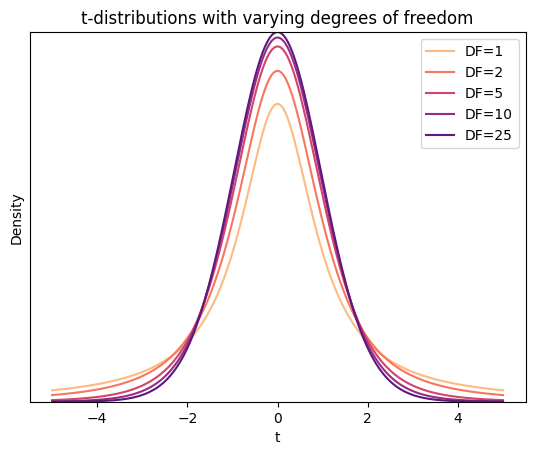 t-distributions with varying degrees of freedom
DF=1
DF=2
DF=5
DF=10
DF=25
Density
−4
−2
0
2
4
t